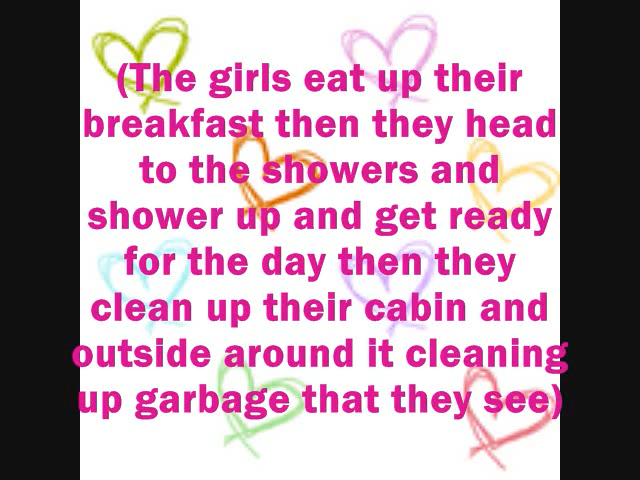 (The girls eat up their
breakfast then they head
to the showers and
shower up and get ready
for the day then they
clean up their cabin and
outside around it cleaning
up garbage that they see)